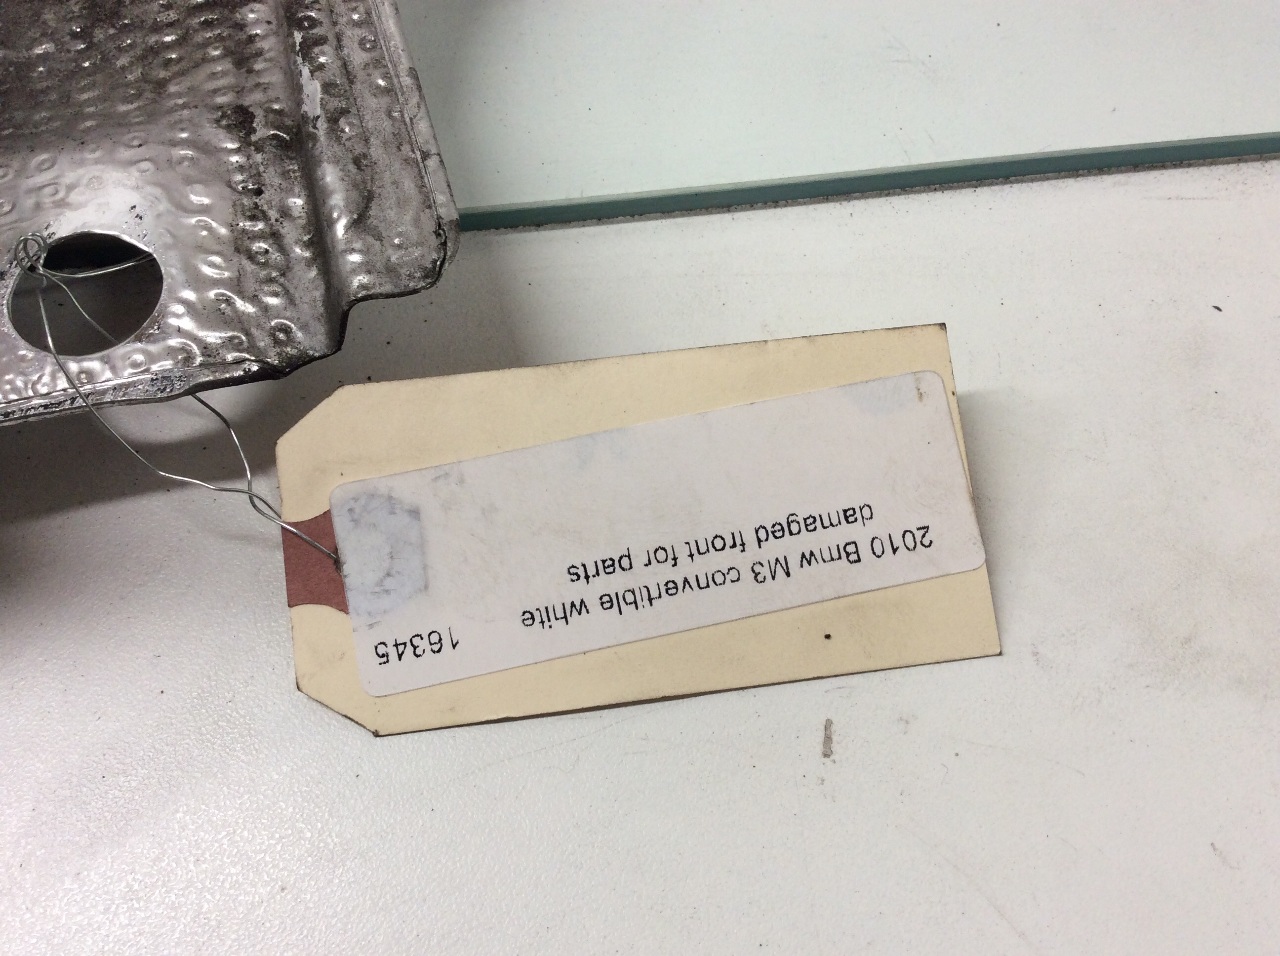 16345
2010 Bmw M3 convertible white
damaged front for parts